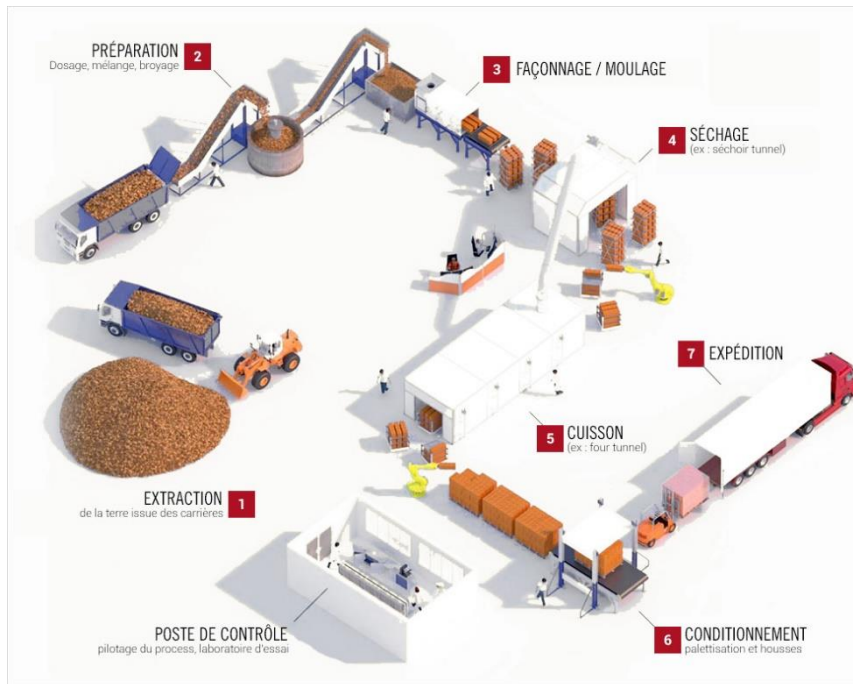 PRÉPARATION
Dosage, mélange, broyage
2
3 FAÇONNAGE / MOULAGE
4 SÉCHAGE
(ex : séchoir tunnel)
7 EXPÉDITION
5 CUISSON
(ex : four tunnel)
EXTRACTION
de la terre issue des carrières
1
POSTE DE CONTRÔLE
pilotage du process, laboratoire d'essai
6 CONDITIONNEMENT
palettisation et housses